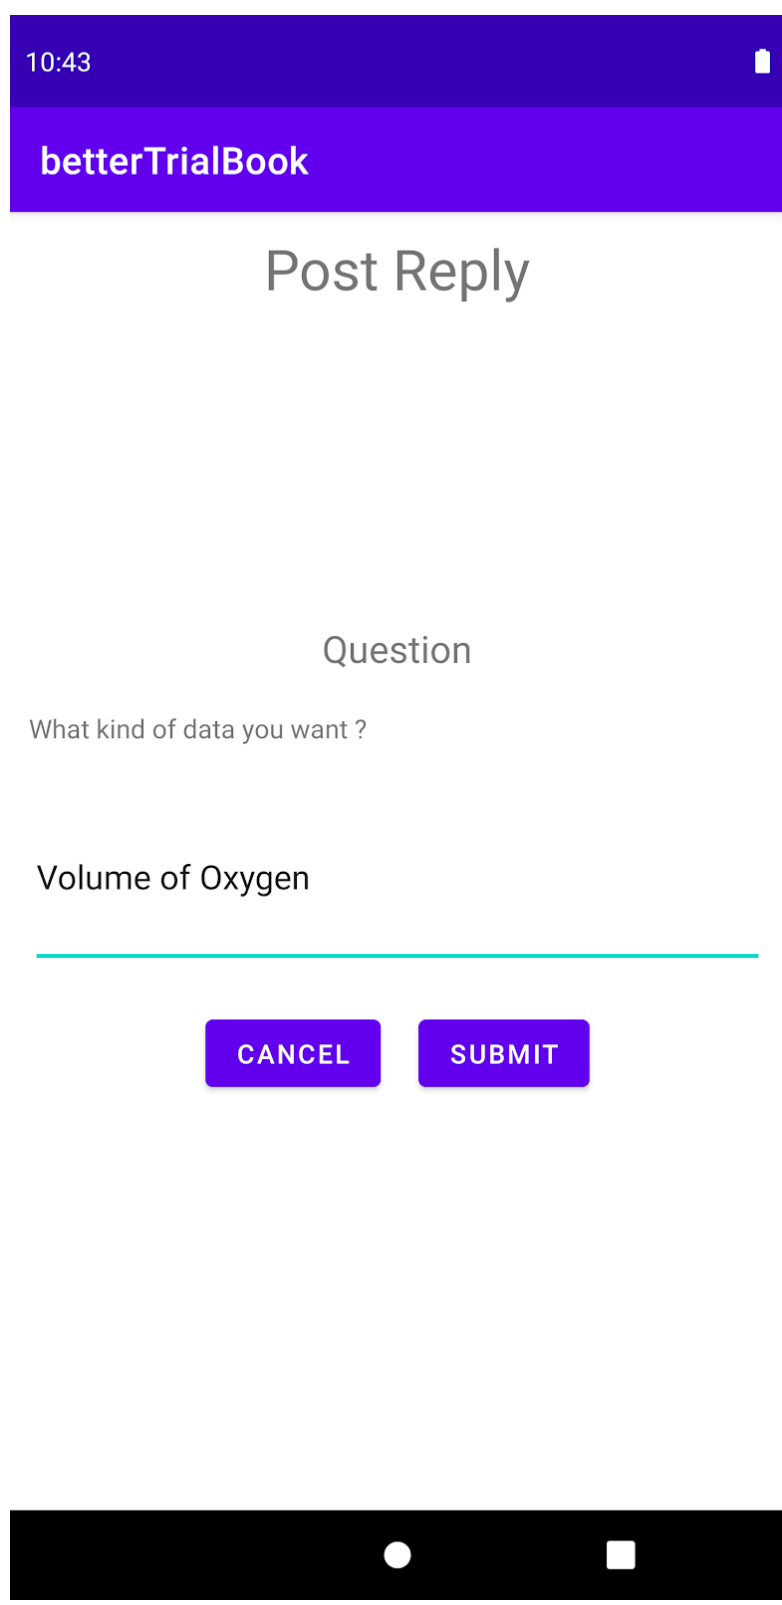 10:43
betterTrialBook
Post Reply
Question
What kind of data you want ?
Volume of Oxygen
CANCEL SUBMIT